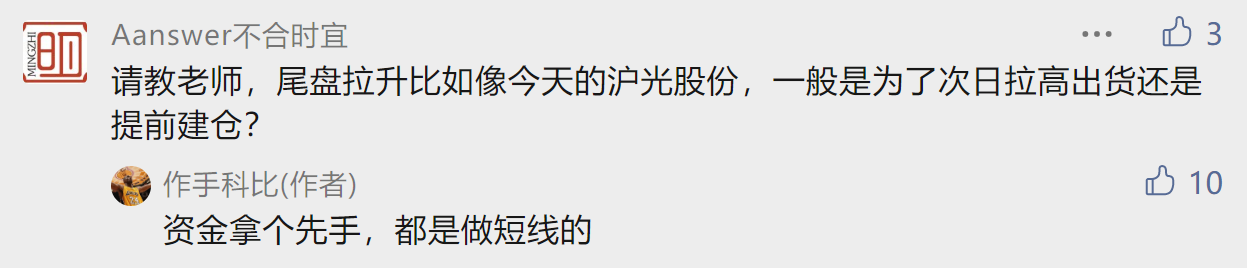 Aanswer不合时宜
3
请教老师，尾盘拉升比如像今天的沪光股份，一般是为了次日拉高出货还是
提前建仓？
作手科比(作者)
10
资金拿个先手，都是做短线的
MINGZHI
明